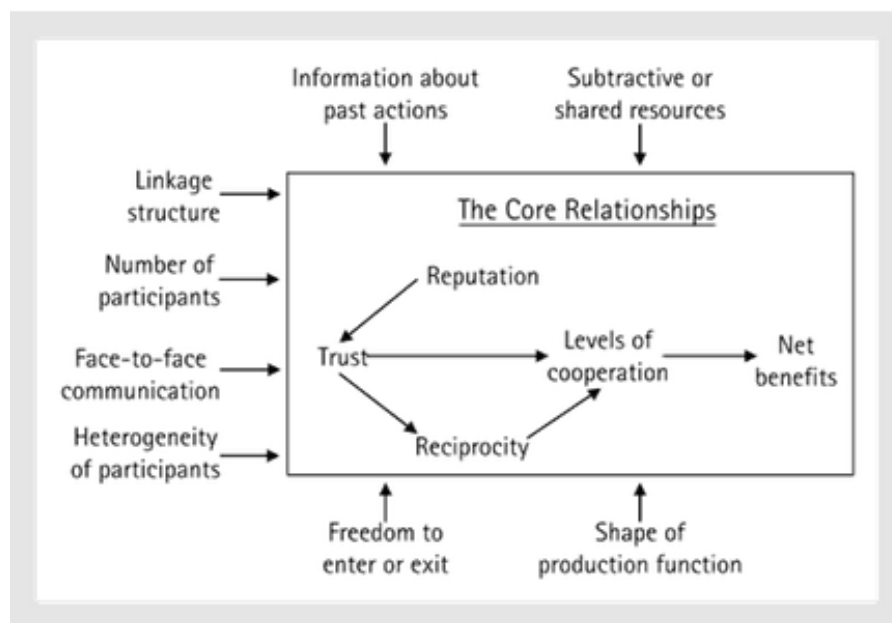 Information about
past actions
Subtractive or
shared resources
Linkage
structure
The Core Relationships
Number of
participants
Reputation
Face-to-face
communication
Trust
Levels of
cooperation
Net
benefits
Heterogeneity
of participants
Reciprocity
Freedom to
enter or exit
Shape of
production function